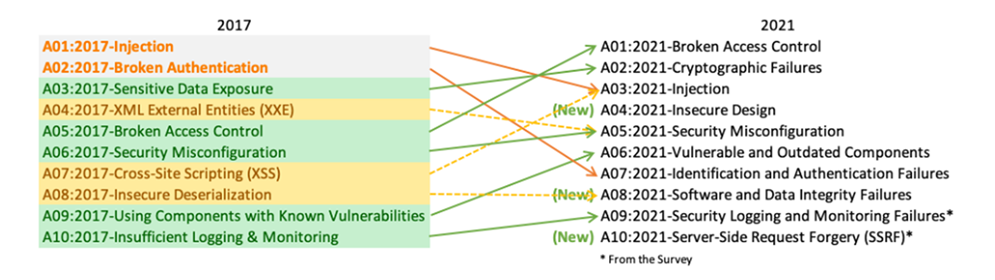 2017
A01:2017-Injection
A02:2017-Broken Authentication
A03:2017-Sensitive Data Exposure
A04:2017-XML External Entities (XXE)
A05:2017-Broken Access Control
A06:2017-Security Misconfiguration
A07:2017-Cross-Site Scripting (XSS)
A08:2017-Insecure Deserialization
A09:2017-Using Components with Known Vulnerabilities
A10:2017-Insufficient Logging & Monitoring
2021
A01:2021-Broken Access Control
A02:2021-Cryptographic Failures
A03:2021-Injection
(New) A04:2021-Insecure Design
A05:2021-Security Misconfiguration
A06:2021-Vulnerable and Outdated Components
A07:2021-Identification and Authentication Failures
(New) A08:2021-Software and Data Integrity Failures
A09:2021-Security Logging and Monitoring Failures*
(New) A10:2021-Server-Side Request Forgery (SSRF)*
* From the Survey